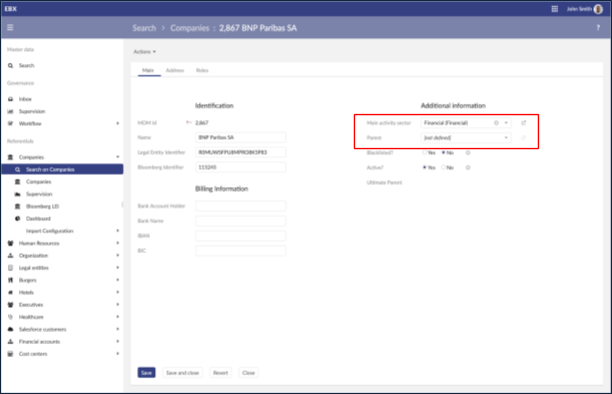 EBX
John Smith
Search > Companies : 2,867 BNP Paribas SA
?
Master data
Search
Governance
Inbox
Supervision
Workflow
Referentials
Companies
Search on Companies
Companies
Supervision
Bloomberg LEI
Dashboard
Import Configuration
Human Resources
Organization
Legal entities
Burgers
Hotels
Executives
Healthcare
Salesforce customers
Financial accounts
Cost centers
Actions
Main Address Roles
Identification
MDM Id 2,867
Name BNP Paribas SA
Legal Entity Identifier R0MUWSFPU8MPRO8K5P83
Bloomberg Identifier 115245
Billing Information
Bank Account Holder
Bank Name
IBAN
BIC
Additional information
Main activity sector Financial (Financial)
Parent [not defined]
Blacklisted? Yes No
Active? Yes No
Ultimate Parent
Save Save and close Revert Close